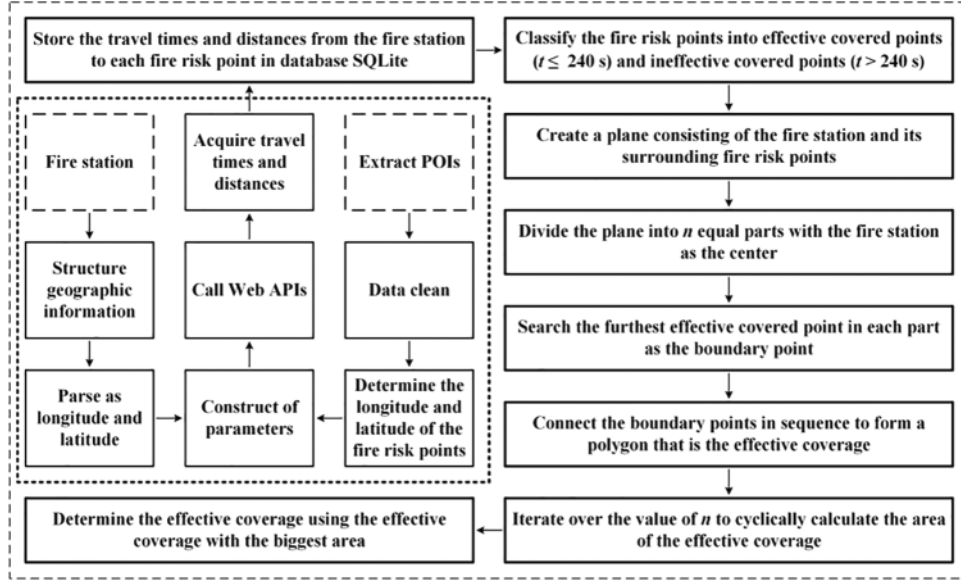 Store the travel times and distances from the fire station
to each fire risk point in database SQLite
Classify the fire risk points into effective covered points
(t ≤ 240 s) and ineffective covered points (t > 240 s)
Fire station
Acquire travel
times and
distances
Extract POIs
Create a plane consisting of the fire station and its
surrounding fire risk points
Structure
geographic
information
Call Web APIs
Data clean
Divide the plane into n equal parts with the fire station
as the center
Search the furthest effective covered point in each part
as the boundary point
Parse as
longitude and
latitude
Construct of
parameters
Determine the
longitude and
latitude of the
fire risk points
Connect the boundary points in sequence to form a
polygon that is the effective coverage
Iterate over the value of n to cyclically calculate the area
of the effective coverage
Determine the effective coverage using the effective
coverage with the biggest area